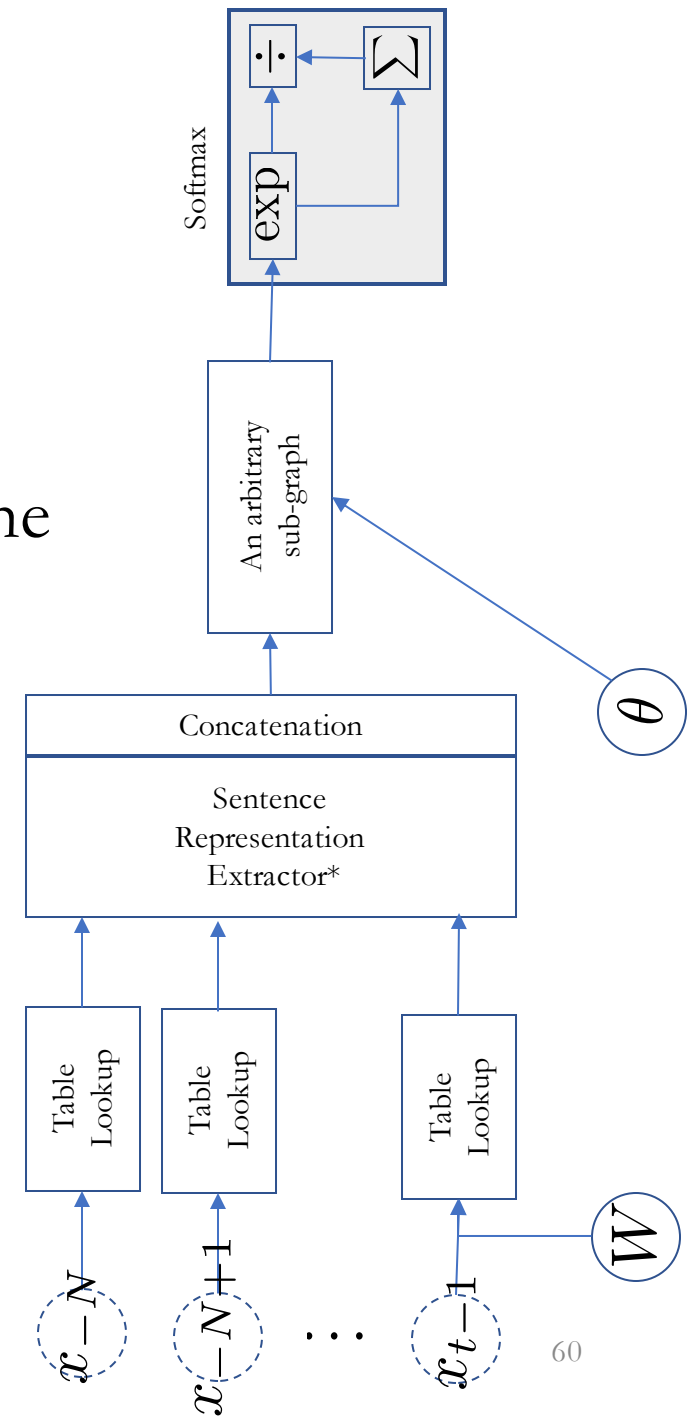 ÷
Σ
exp
Softmax
An arbitrary
sub-graph
ne
θ
Concatenation
Sentence
Representation
Extractor*
Table
Lookup
Table
Lookup
Table
Lookup
W
x−N
x−N+1
...
xt−1
60